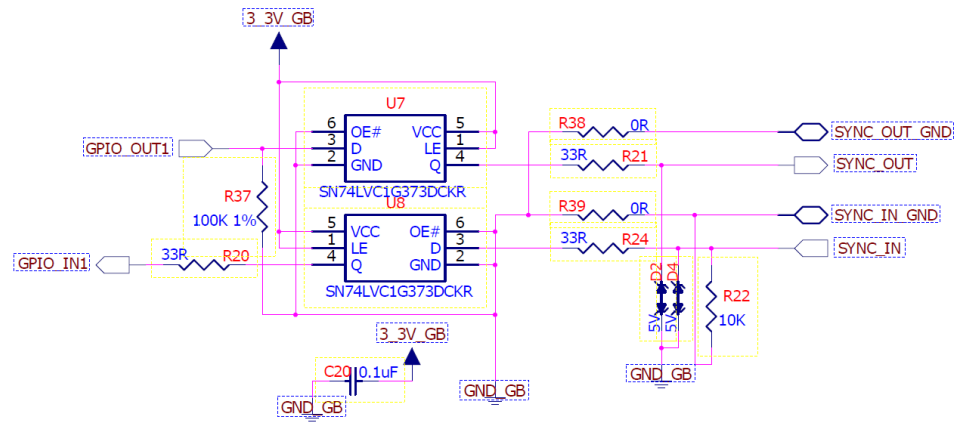 3_3V_GB
U7
6 OE# VCC 5
3 D LE 1
2 GND Q 4
SN74LVC1G373DCKR
GPIO_OUT1
R37
100K 1%
U8
5 VCC OE# 6
1 LE D 3
4 Q GND 2
SN74LVC1G373DCKR
GPIO_IN1
33R R20
R38 0R
SYNC_OUT_GND
33R R21
SYNC_OUT
R39 0R
SYNC_IN_GND
33R R24
SYNC_IN
D2 D4
5V 5V
R22
10K
3_3V_GB
C20 0.1uF
GND_GB
GND_GB
GND_GB